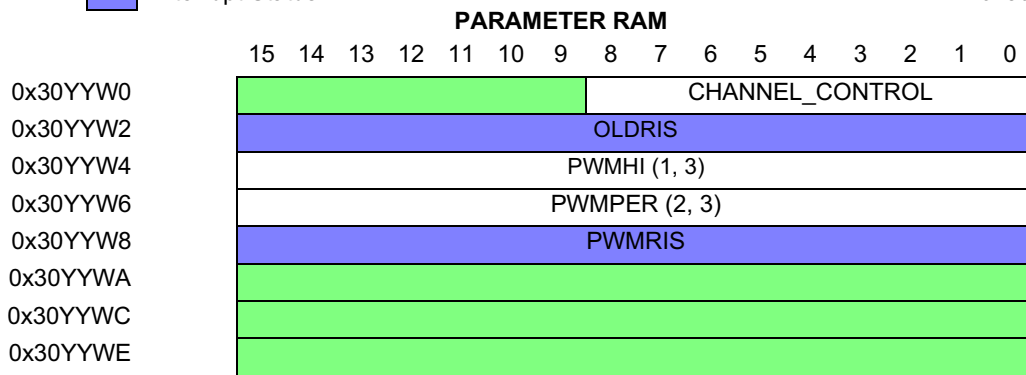 PARAMETER RAM
15 14 13 12 11 10 9 8 7 6 5 4 3 2 1 0
0x30YYW0 CHANNEL_CONTROL
0x30YYW2 OLDRIS
0x30YYW4 PWMHI (1, 3)
0x30YYW6 PWMPER (2, 3)
0x30YYW8 PWMRIS
0x30YYWA
0x30YYWC
0x30YYWE